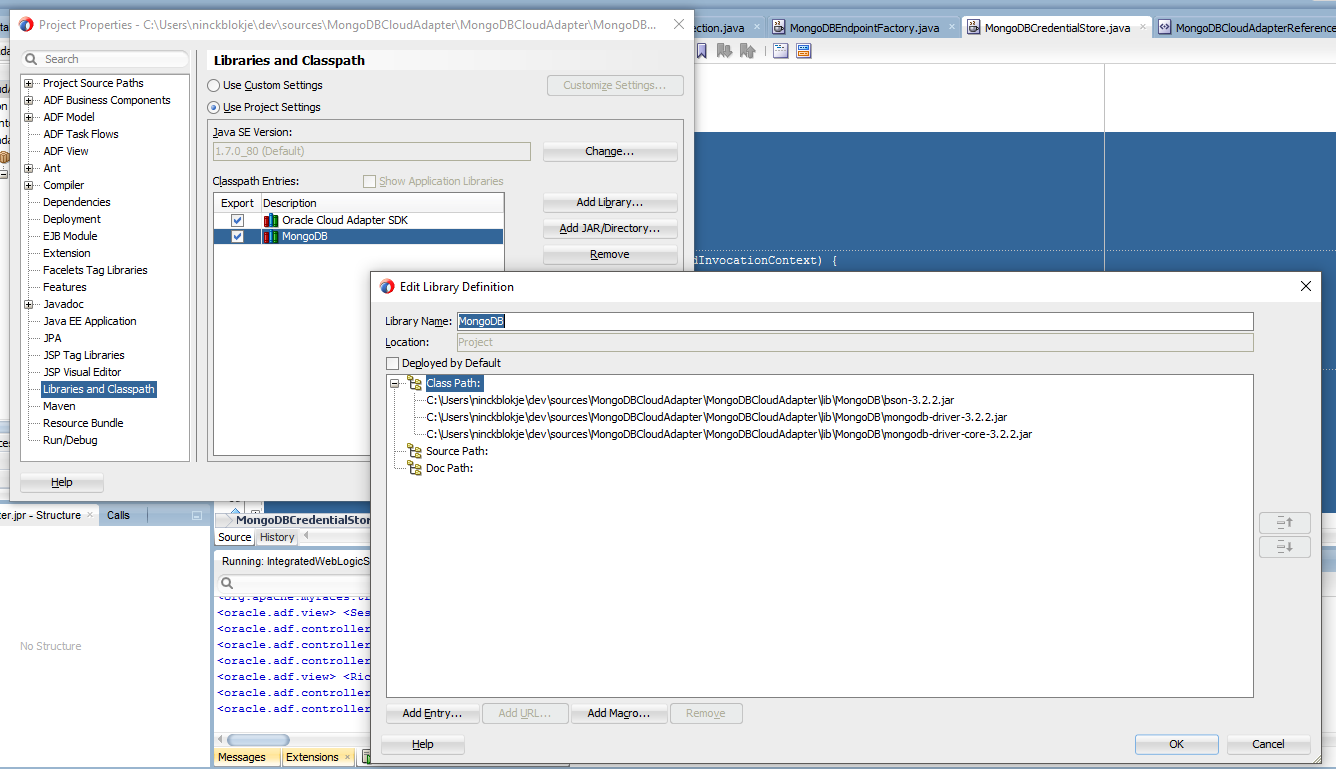 Project Properties - C:\Users\ninckblokje\dev\sources\MongoDBCloudAdapter\MongoDBCloudAdapter\MongoDB...
Search
Project Source Paths
ADF Business Components
ADF Model
ADF Task Flows
ADF View
Ant
Compiler
Dependencies
Deployment
EJB Module
Extension
Facelets Tag Libraries
Features
Javadoc
Java EE Application
JPA
JSP Tag Libraries
JSP Visual Editor
Libraries and Classpath
Maven
Resource Bundle
Run/Debug
Help
Libraries and Classpath
Use Custom Settings
Customize Settings...
Use Project Settings
Java SE Version:
1.7.0_80 (Default)
Change...
Classpath Entries:
Show Application Libraries
Export Description
Oracle Cloud Adapter SDK
MongoDB
Add Library...
Add JAR/Directory...
Remove
ection.java
MongoDBEndpointFactory.java
MongoDBCredentialStore.java
MongoDBCloudAdapterReference
dInvocationContext) {
Edit Library Definition
Library Name: MongoDB
Location: Project
Deployed by Default
Class Path:
C:\Users\ninckblokje\dev\sources\MongoDBCloudAdapter\MongoDBCloudAdapter\lib\MongoDB\bson-3.2.2.jar
C:\Users\ninckblokje\dev\sources\MongoDBCloudAdapter\MongoDBCloudAdapter\lib\MongoDB\mongodb-driver-3.2.2.jar
C:\Users\ninckblokje\dev\sources\MongoDBCloudAdapter\MongoDBCloudAdapter\lib\MongoDB\mongodb-driver-core-3.2.2.jar
Source Path:
Doc Path:
Add Entry... Add URL... Add Macro... Remove
Help
OK
Cancel
ter.jpr - Structure
Calls
No Structure
MongoDBCredentialStor
Source History
Running: IntegratedWebLogicS
<org.apache.myfaces.tr
<oracle.adf.view> <Ses
<oracle.adf.controller
<oracle.adf.controller
<oracle.adf.controller
<oracle.adf.view> <Ric
<oracle.adf.controller
<oracle.adf.controller
Messages
Extensions